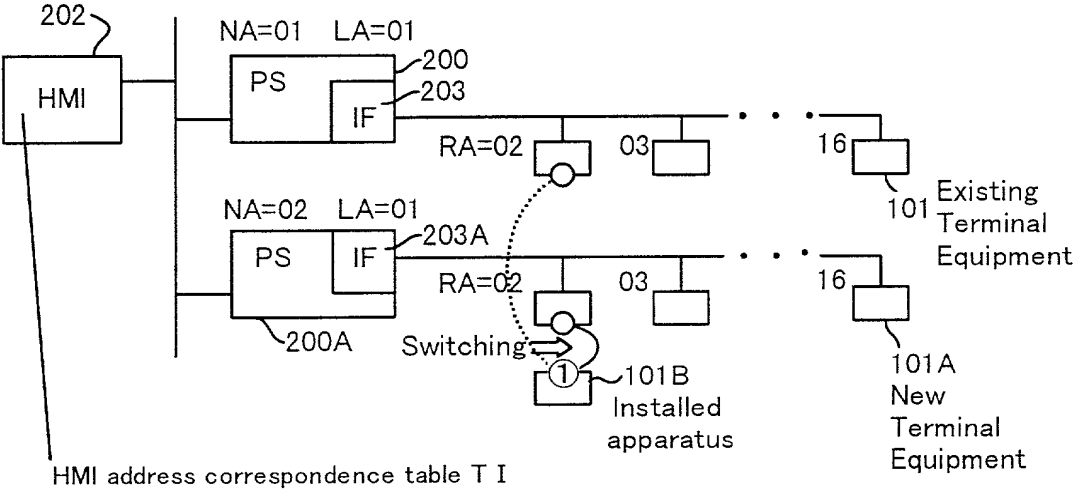 202
NA=01 LA=01
200
PS
HMI
203
IF
RA=02
03
16
101 Existing
Terminal
Equipment
NA=02 LA=01
203A
IF
PS
RA=02
03
16
200A
Switching
1
101B
Installed
apparatus
101A
New
Terminal
Equipment
HMI address correspondence table T I